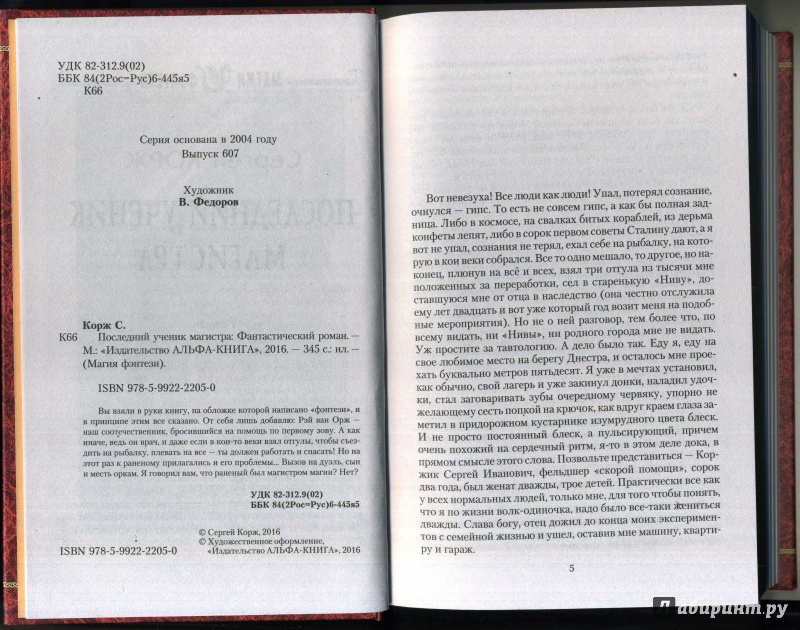 УДК 82-312.9(02)
ББК 84(2Рос=Рус)6-445я5
К66
Серия основана в 2004 году
Выпуск 607
Художник
В. Федоров
Корж С.
К66 Последний ученик магистра: Фантастический роман. —
М.: «Издательство АЛЬФА-КНИГА», 2016. — 345 с.: ил. —
(Магия фэнтези).
ISBN 978-5-9922-2205-0
Вы взяли в руки книгу, на обложке которой написано «фэнтези», и
в принципе этим все сказано. От себя лишь добавлю: Рэй ван Орж —
наш соотечественник, бросившийся на помощь по первому зову. А как
иначе, ведь он врач, и даже если в кои-то веки взял отгулы, чтобы съез-
дить на рыбалку, плевать на все — ты должен работать и спасать! Но на
этот раз к раненому прилагались и его проблемы... Вызов на дуэль, сын
и месть оркам. Я говорил вам, что раненый был магистром магии? Нет?
УДК 82-312.9(02)
ББК 84(2Рос=Рус)6-445я5
© Сергей Корж, 2016
© Художественное оформление,
ISBN 978-5-9922-2205-0 «Издательство АЛЬФА-КНИГА», 2016
Вот невезуха! Все люди как люди! Упал, потерял сознание,
очнулся — гипс. То есть не совсем гипс, а как бы полная зад-
ница. Либо в космосе, на свалках битых кораблей, из дерьма
конфеты лепят, либо в сорок первом советы Сталину дают, а я
вот не упал, сознания не терял, ехал себе на рыбалку, на кото-
рую в кои веки собрался. Все то одно мешало, то другое, но на-
конец, плюнув на всё и всех, взял три отгула из тысячи мне
положенных за переработки, сел в старенькую «Ниву», до-
ставшуюся мне от отца в наследство (она честно отслужила
ему лет двадцать и вот уже который год возит меня на подоб-
ные мероприятия). Но не о ней разговор, тем более что, по
всему видать, ни «Нивы», ни родного города мне не видать.
Уж простите за тавтологию. А дело было так. Еду я, еду на
свое любимое место на берегу Днестра, и осталось мне прое-
хать буквально метров пятьдесят. Я уже в мечтах установил,
как обычно, свой лагерь и уже закинул донки, наладил удоч-
ки, стал заговаривать зубы очередному червяку, упорно не
желающему сесть попкой на крючок, как вдруг краем глаза за-
метил в придорожном кустарнике изумрудного цвета блеск.
И не просто постоянный блеск, а пульсирующий, причем
очень похожий на сердечный ритм, я-то в этом деле дока, в
прямом смысле этого слова. Позвольте представиться — Кор-
жик Сергей Иванович, фельдшер «скорой помощи», сорок
два года, был женат дважды, трое детей. Практически все как
у всех нормальных людей, только мне, для того чтобы понять,
что я по жизни волк-одиночка, надо было все-таки жениться
дважды. Слава богу, отец дожил до конца моих эксперимен-
тов с семейной жизнью и ушел, оставив мне машину, кварти-
ру и гараж.
5
Лабиринт.ру